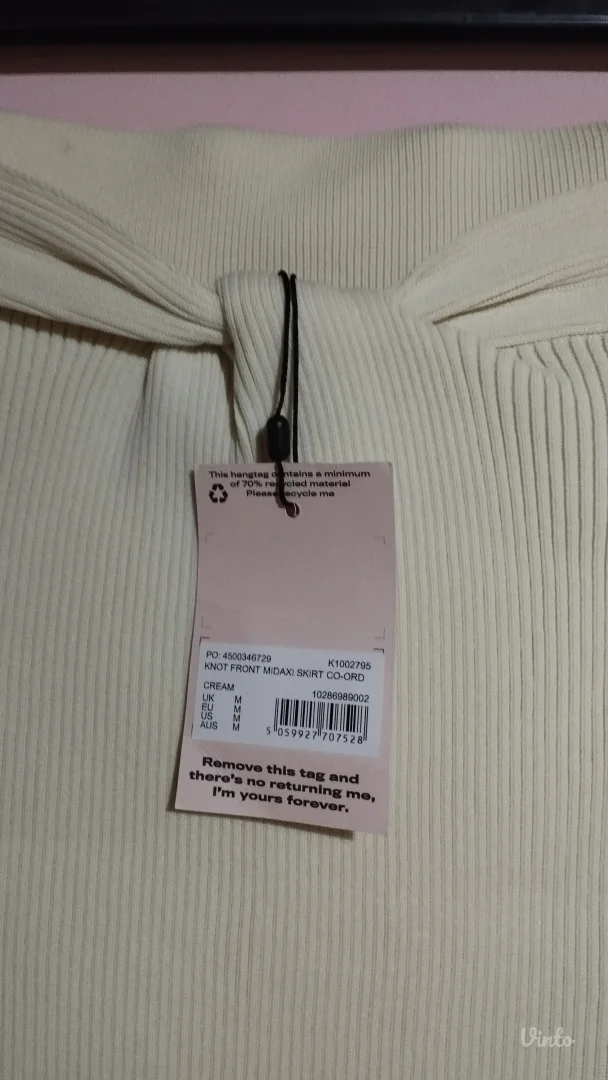 This hangtag contains a minimum
of 70% recycled material
Please recycle me
PO: 4500346729 K1002795
KNOT FRONT MIDAXI SKIRT CO-ORD
CREAM 10286989002
UK M
EU M
US M
AUS M
5 059927 707528
Remove this tag and
there's no returning me,
I'm yours forever.
Vinto